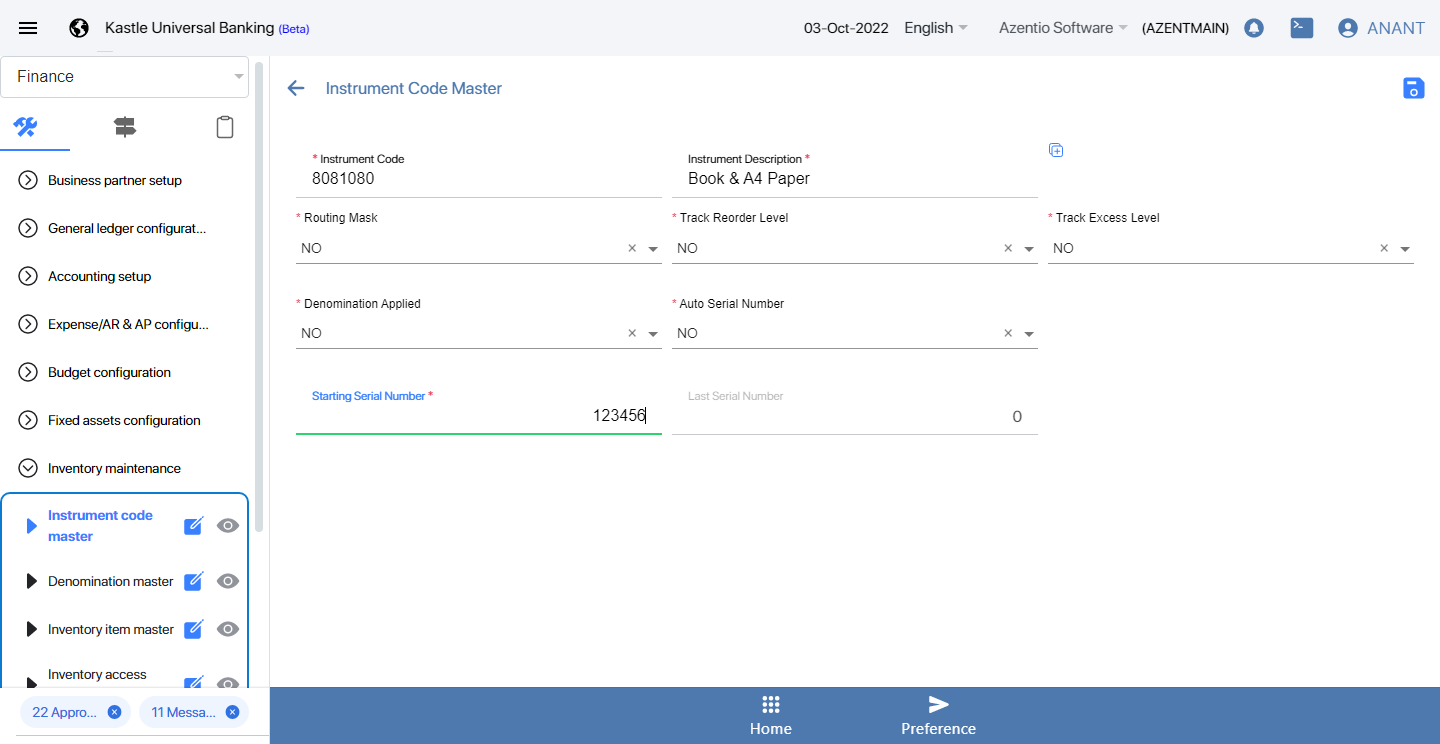 Kastle Universal Banking (Beta)
03-Oct-2022
English
Azentio Software
(AZENTMAIN)
ANANT
Finance
Business partner setup
General ledger configurat...
Accounting setup
Expense/AR & AP configu...
Budget configuration
Fixed assets configuration
Inventory maintenance
Instrument code
master
Denomination master
Inventory item master
Inventory access
22 Appro...
11 Messa...
Instrument Code Master
* Instrument Code
8081080
Instrument Description *
Book & A4 Paper
* Routing Mask
NO
* Track Reorder Level
NO
* Track Excess Level
NO
* Denomination Applied
NO
* Auto Serial Number
NO
Starting Serial Number *
123456
Last Serial Number
0
Home
Preference